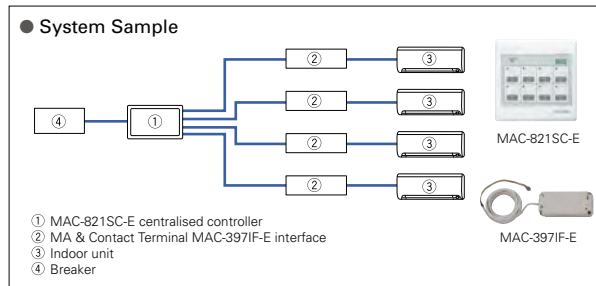 ● System Sample
② ③
② ③
④ ①
② ③
② ③
① MAC-821SC-E centralised controller
② MA & Contact Terminal MAC-397IF-E interface
③ Indoor unit
④ Breaker
MAC-821SC-E
MAC-397IF-E